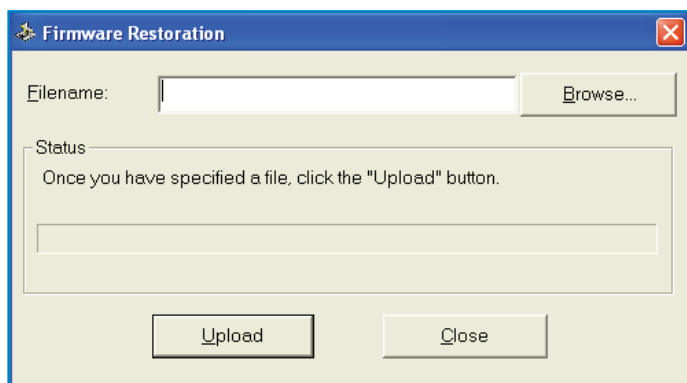 Firmware Restoration
Filename:
Browse...
Status
Once you have specified a file, click the "Upload" button.
Upload
Close